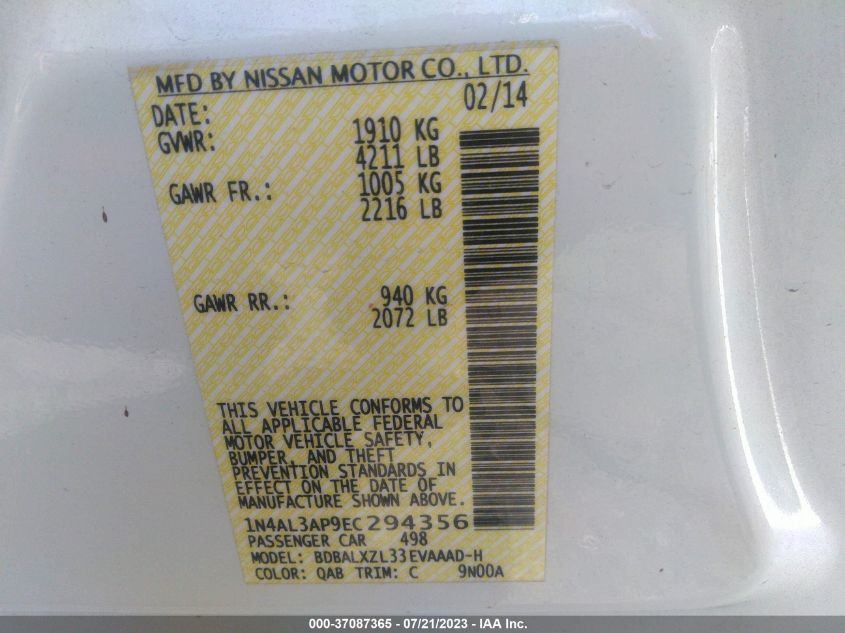 MFD BY NISSAN MOTOR CO., LTD.
DATE: 02/14
GVWR: 1910 KG
4211 LB
GAWR FR.: 1005 KG
2216 LB
GAWR RR.: 940 KG
2072 LB
THIS VEHICLE CONFORMS TO
ALL APPLICABLE FEDERAL
MOTOR VEHICLE SAFETY,
BUMPER, AND THEFT
PREVENTION STANDARDS IN
EFFECT ON THE DATE OF
MANUFACTURE SHOWN ABOVE.
1N4AL3AP9EC294356
PASSENGER CAR 498
MODEL: BDBALXZL33EVAAAD-H
COLOR: QAB TRIM: C 9N00A
000-37087365 - 07/21/2023 - IAA Inc.